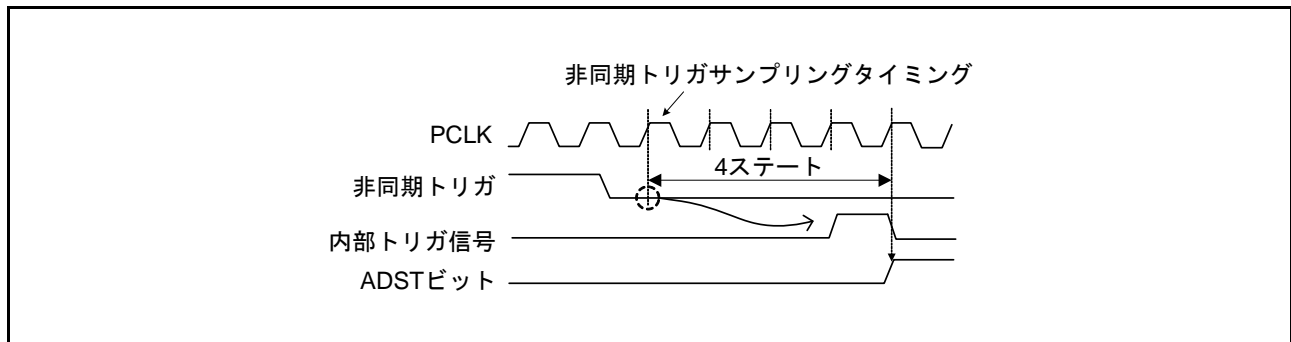 非同期トリガサンプリングタイミング
PCLK
4ステート
非同期トリガ
内部トリガ信号
ADSTビット